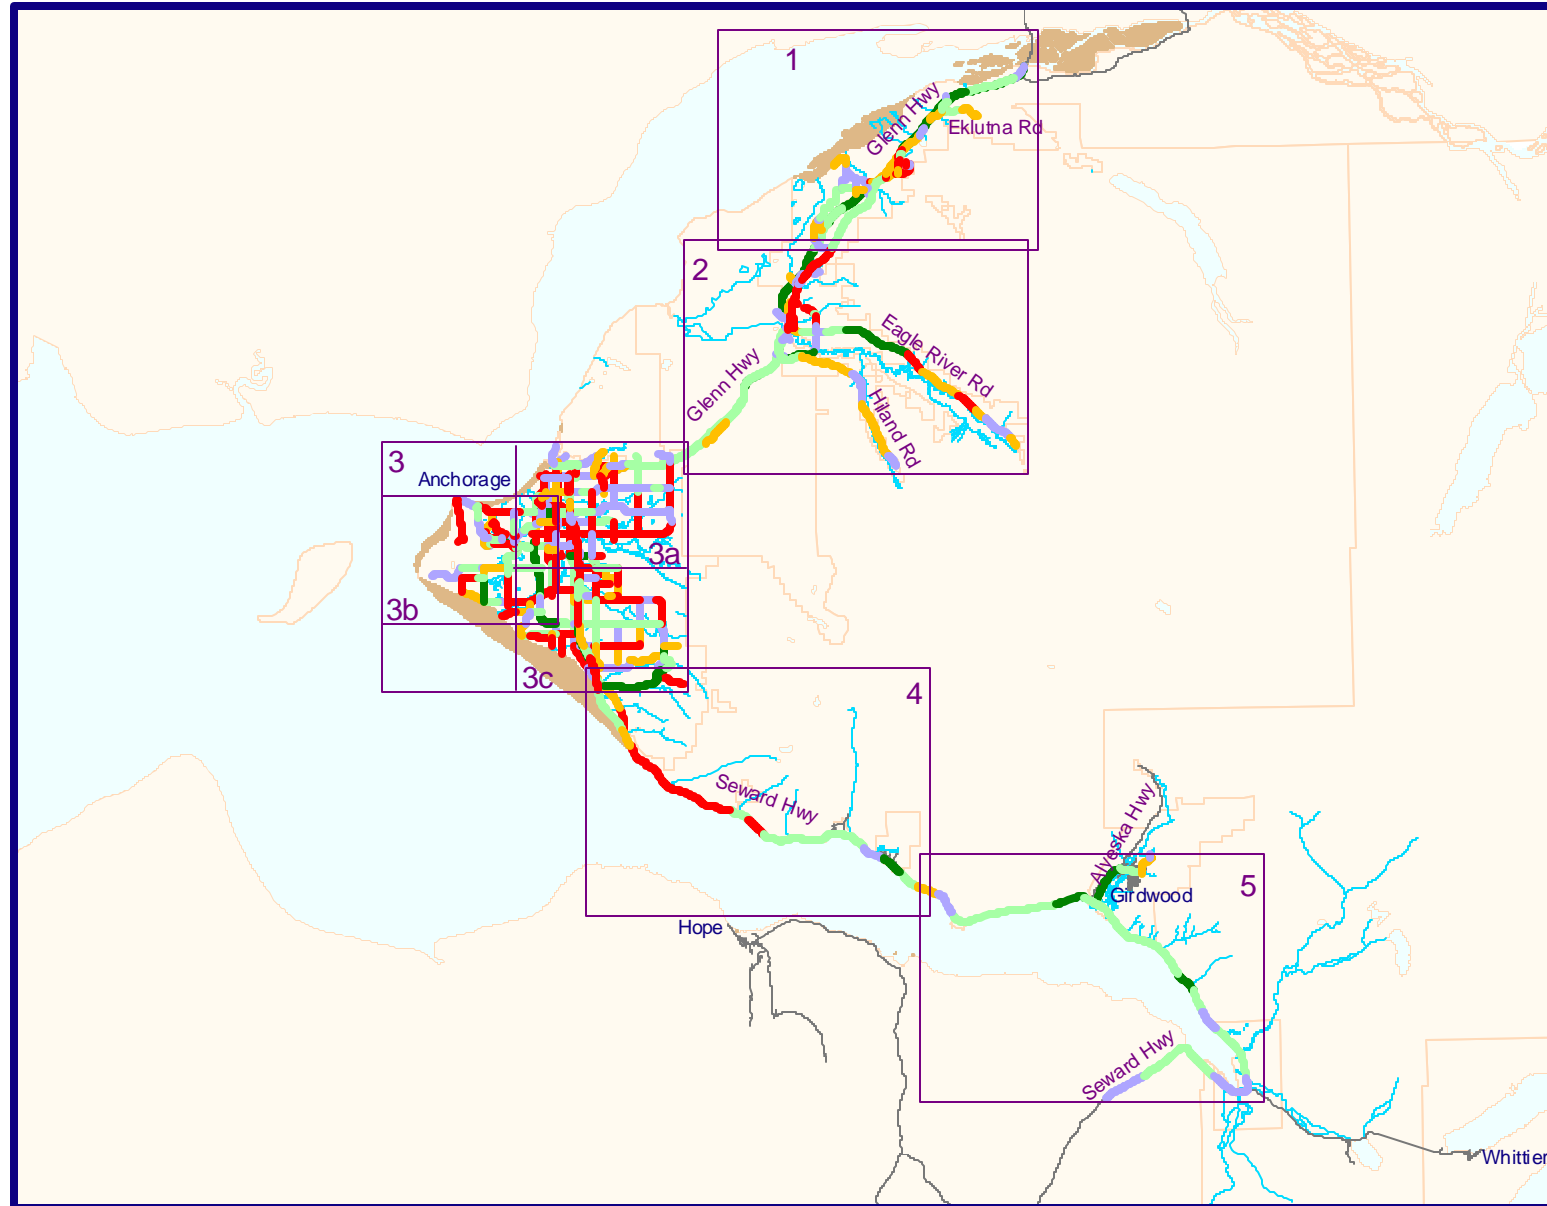 1
Glenn Hwy
Eklutna Rd
2
Eagle River Rd
Glenn Hwy
Hiland Rd
3
Anchorage
3a
3b
3c
4
Seward Hwy
Alyeska Hwy
5
Girdwood
Hope
Seward Hwy
Whittier